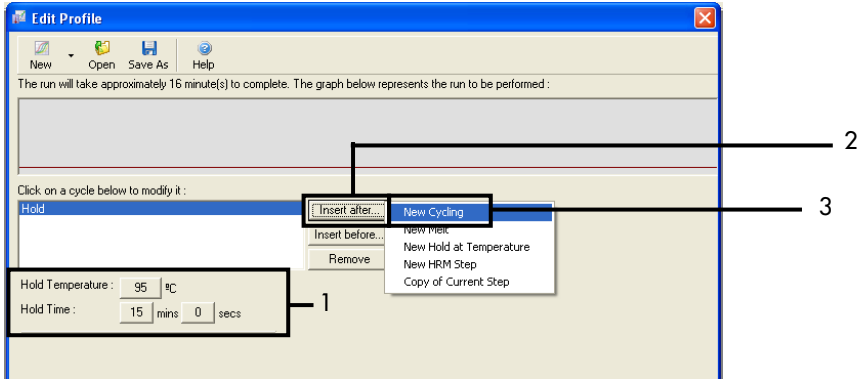 Edit Profile
New Open Save As Help
The run will take approximately 16 minute(s) to complete. The graph below represents the run to be performed :
2
Click on a cycle below to modify it :
Hold
Insert after...
New Cycling
3
Insert before...
New Melt
New Hold at Temperature
Remove
New HRM Step
Copy of Current Step
Hold Temperature : 95 ºC
1
Hold Time : 15 mins 0 secs